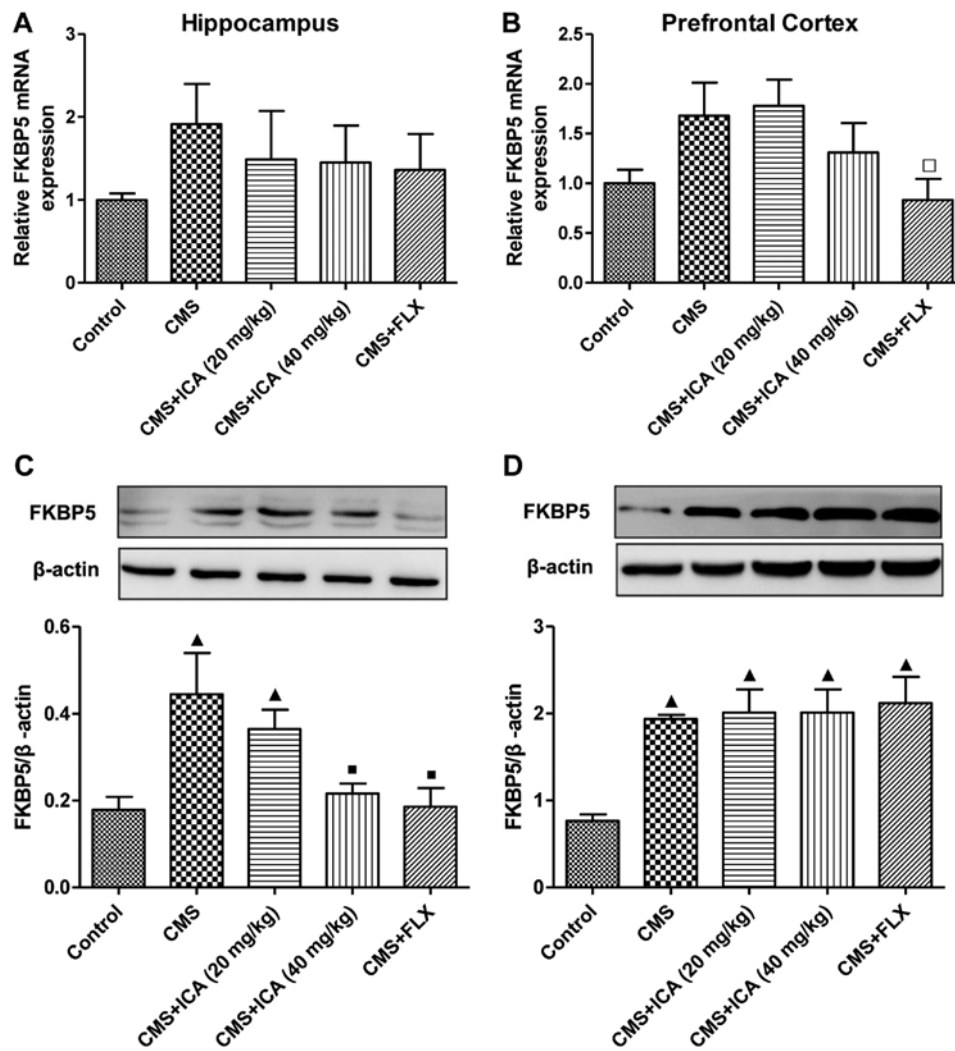 A
Hippocampus
Relative FKBP5 mRNA
expression
3
2
1
0
Control
CMS
CMS+ICA (20 mg/kg)
CMS+ICA (40 mg/kg)
CMS+FLX
B
Prefrontal Cortex
Relative FKBP5 mRNA
expression
2.5
2.0
1.5
1.0
0.5
0.0
Control
CMS
CMS+ICA (20 mg/kg)
CMS+ICA (40 mg/kg)
CMS+FLX
C
FKBP5
β-actin
FKBP5/β -actin
0.6
0.4
0.2
0.0
Control
CMS
CMS+ICA (20 mg/kg)
CMS+ICA (40 mg/kg)
CMS+FLX
D
FKBP5
β-actin
FKBP5/β -actin
3
2
1
0
Control
CMS
CMS+ICA (20 mg/kg)
CMS+ICA (40 mg/kg)
CMS+FLX